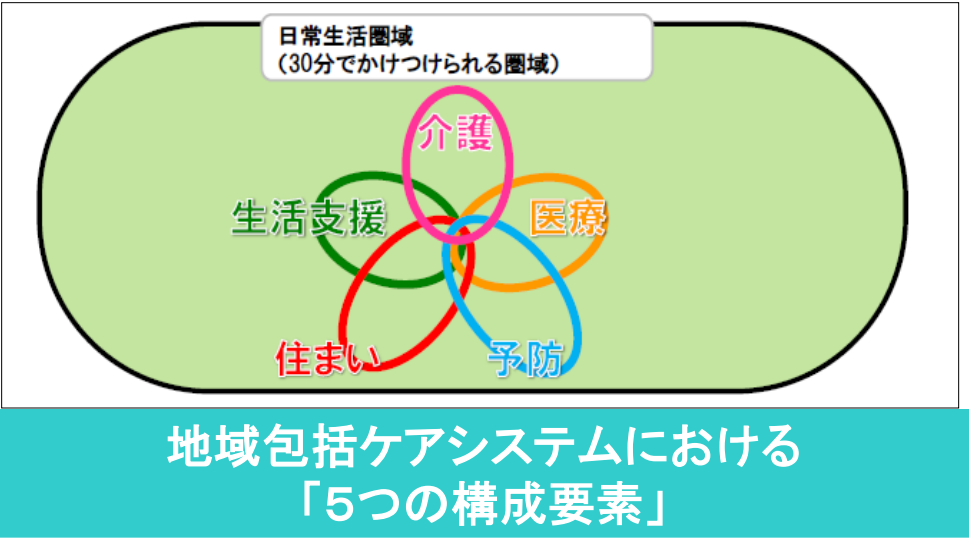 日常生活圏域
（30分でかけつけられる圏域）
介護
生活支援
医療
住まい
予防
地域包括ケアシステムにおける
「５つの構成要素」